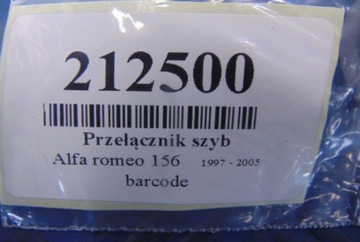 212500
Przełącznik szyb
Alfa romeo 156 1997 - 2005
barcode